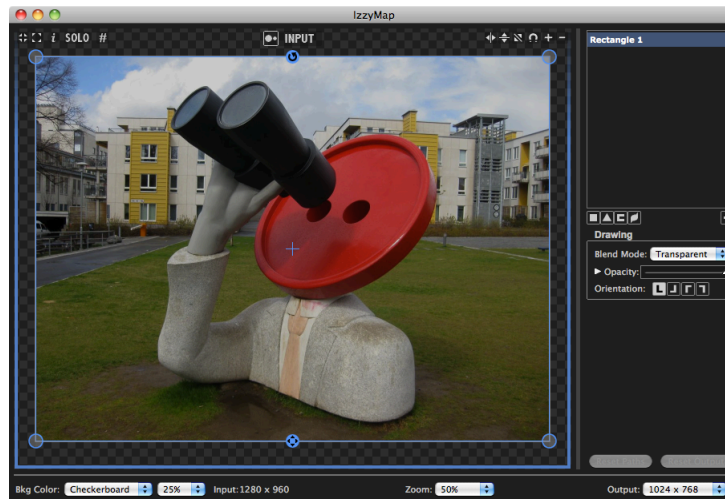 IzzyMap
i SOLO # INPUT
Rectangle 1
Drawing
Blend Mode: Transparent
Opacity:
Orientation:
Bkg Color: Checkerboard 25% Input:1280 x 960 Zoom: 50% Output: 1024 x 768